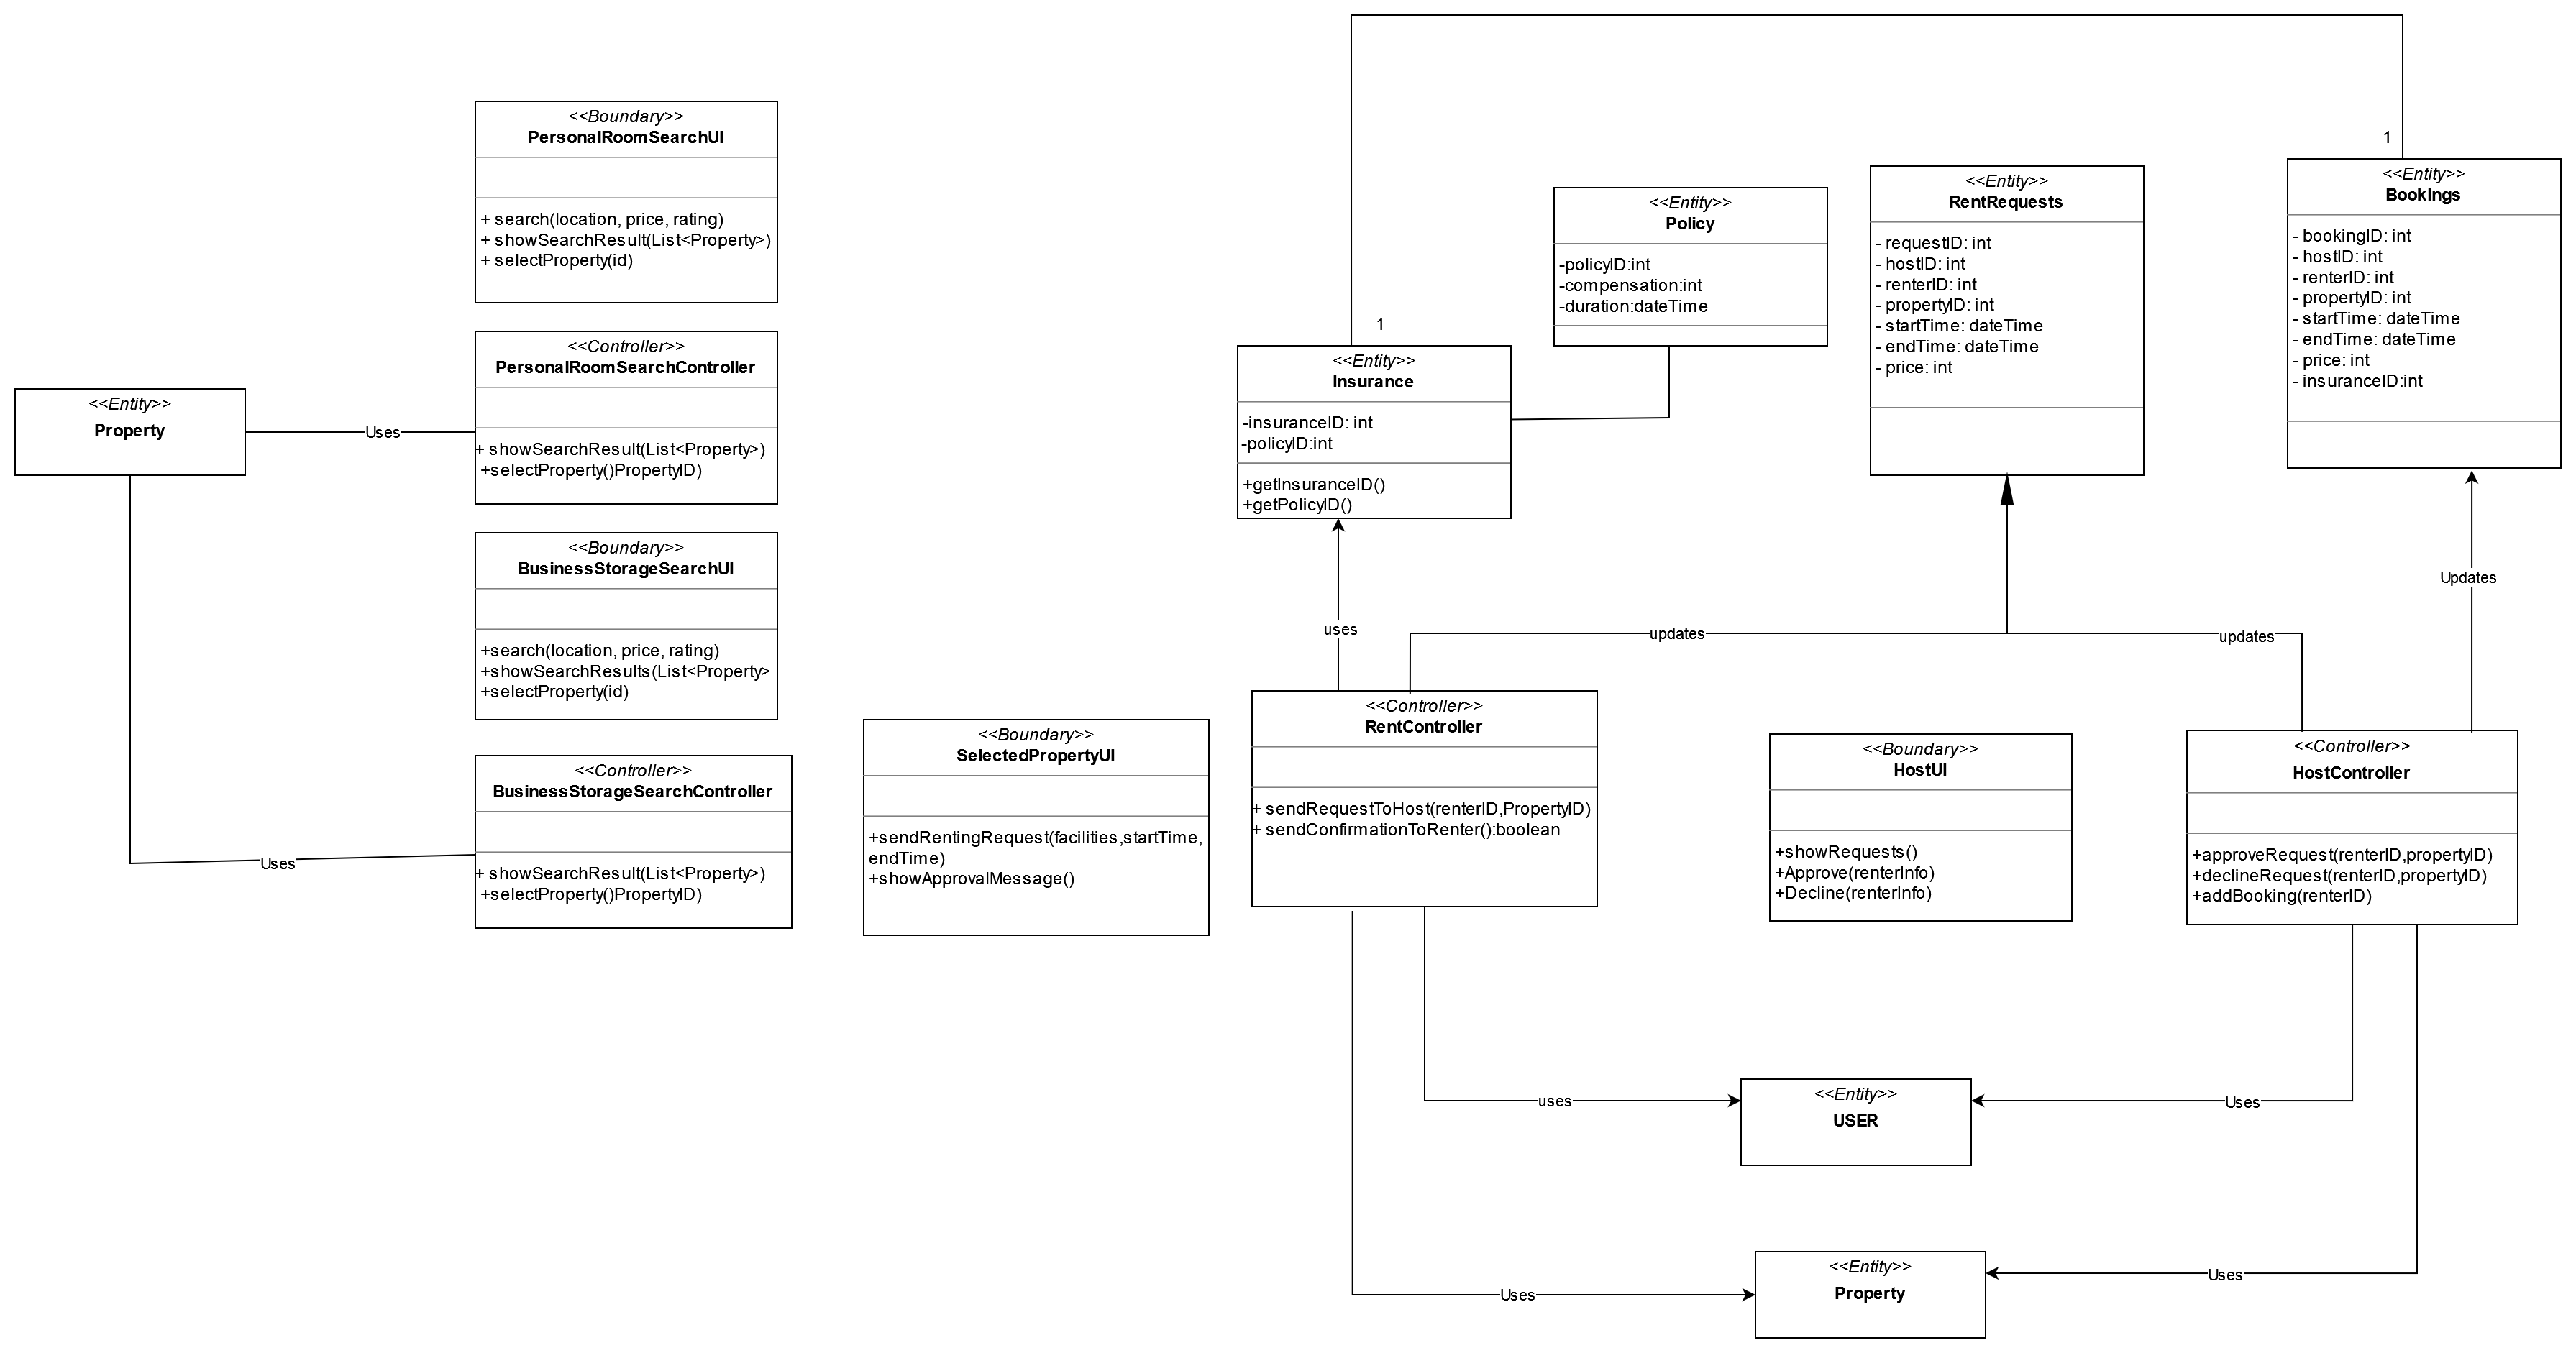 <<Boundary>>
PersonalRoomSearchUI
+ search(location, price, rating)
+ showSearchResult(List<Property>)
+ selectProperty(id)
<<Controller>>
PersonalRoomSearchController
+ showSearchResult(List<Property>)
+selectProperty()PropertyID)
<<Entity>>
Property
Uses
<<Boundary>>
BusinessStorageSearchUI
+search(location, price, rating)
+showSearchResults(List<Property>
+selectProperty(id)
<<Controller>>
BusinessStorageSearchController
+ showSearchResult(List<Property>)
+selectProperty()PropertyID)
Uses
<<Boundary>>
SelectedPropertyUI
+sendRentingRequest(facilities,startTime,
endTime)
+showApprovalMessage()
1
1
<<Entity>>
Insurance
-insuranceID: int
-policyID:int
+getInsuranceID()
+getPolicyID()
<<Entity>>
Policy
-policyID:int
-compensation:int
-duration:dateTime
<<Entity>>
RentRequests
- requestID: int
- hostID: int
- renterID: int
- propertyID: int
- startTime: dateTime
- endTime: dateTime
- price: int
<<Entity>>
Bookings
- bookingID: int
- hostID: int
- renterID: int
- propertyID: int
- startTime: dateTime
- endTime: dateTime
- price: int
- insuranceID:int
uses
updates
updates
Updates
<<Controller>>
RentController
+ sendRequestToHost(renterID,PropertyID)
+ sendConfirmationToRenter():boolean
<<Boundary>>
HostUI
+showRequests()
+Approve(renterInfo)
+Decline(renterInfo)
<<Controller>>
HostController
+approveRequest(renterID,propertyID)
+declineRequest(renterID,propertyID)
+addBooking(renterID)
uses
<<Entity>>
USER
Uses
Uses
<<Entity>>
Property
Uses